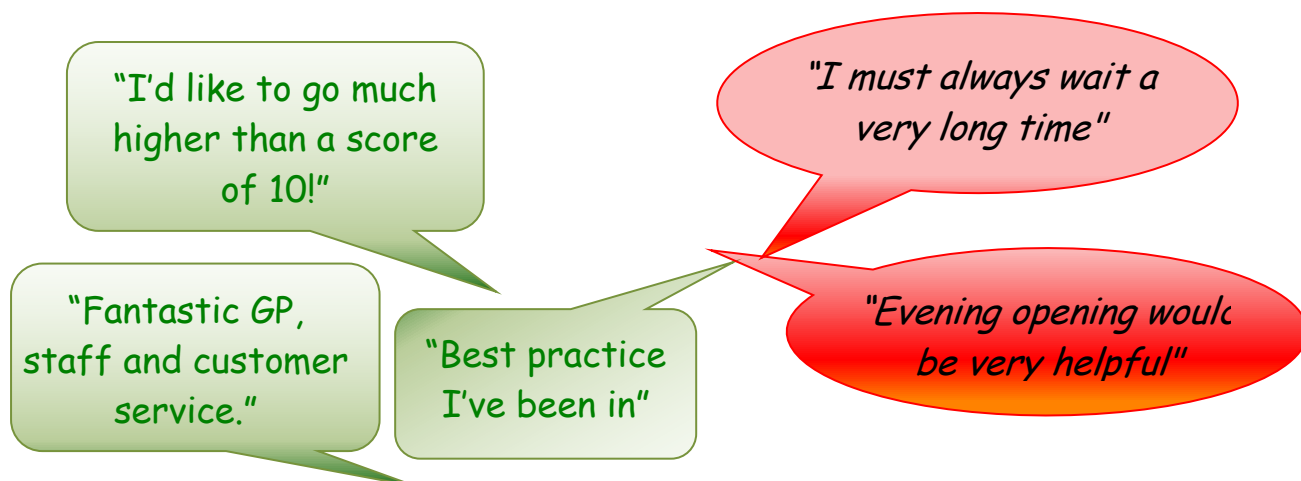 “I’d like to go much
higher than a score
of 10!”
"I must always wait a
very long time"
“Fantastic GP,
staff and customer
service.”
“Best practice
I’ve been in”
"Evening opening would
be very helpful"